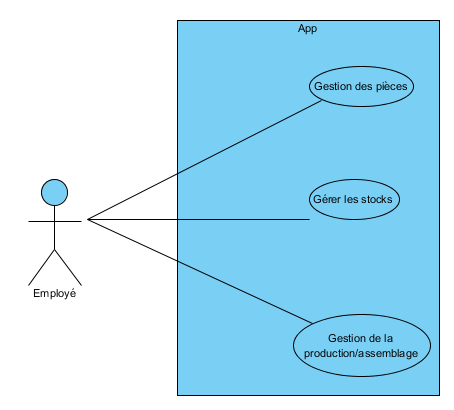 App
Gestion des pièces
Gérer les stocks
Employé
Gestion de la
production/assemblage